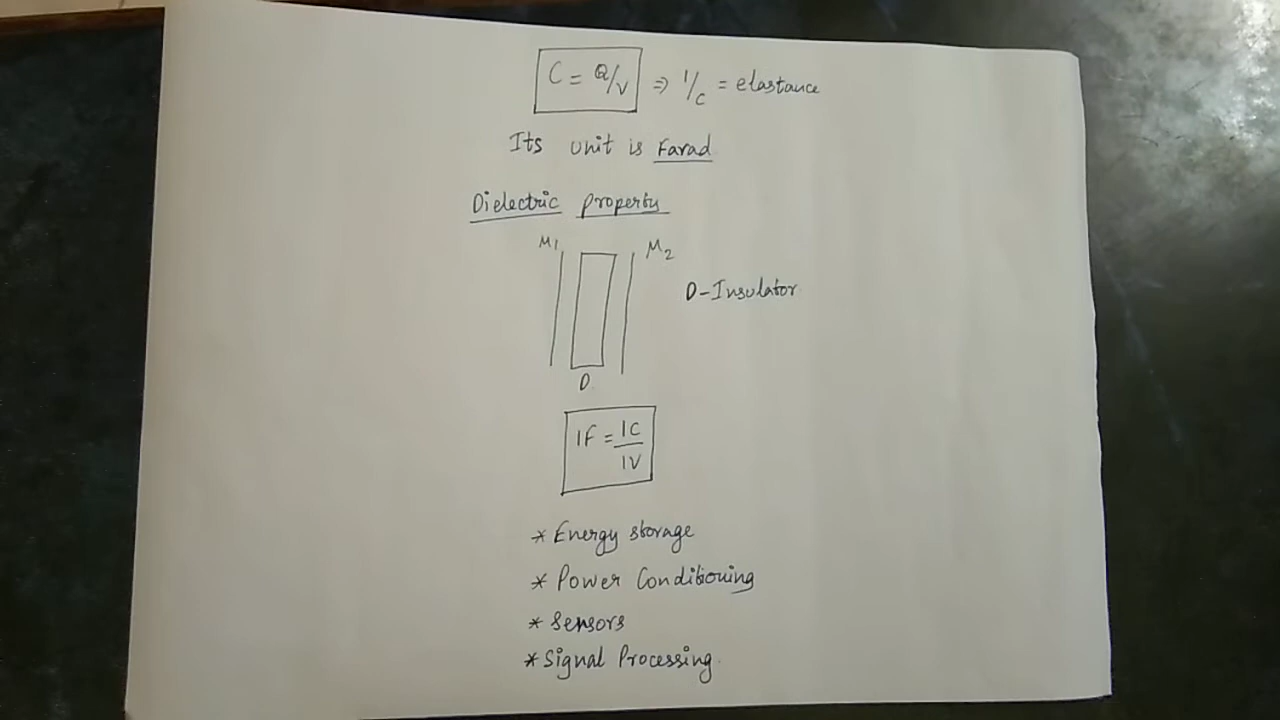 C = Q/V ⇒ 1/C = elastance
Its unit is Farad
Dielectric property
M1 M2
D-Insulator
D
1F = 1C/1V
* Energy storage
* Power Conditioning
* Sensors
* Signal Processing.